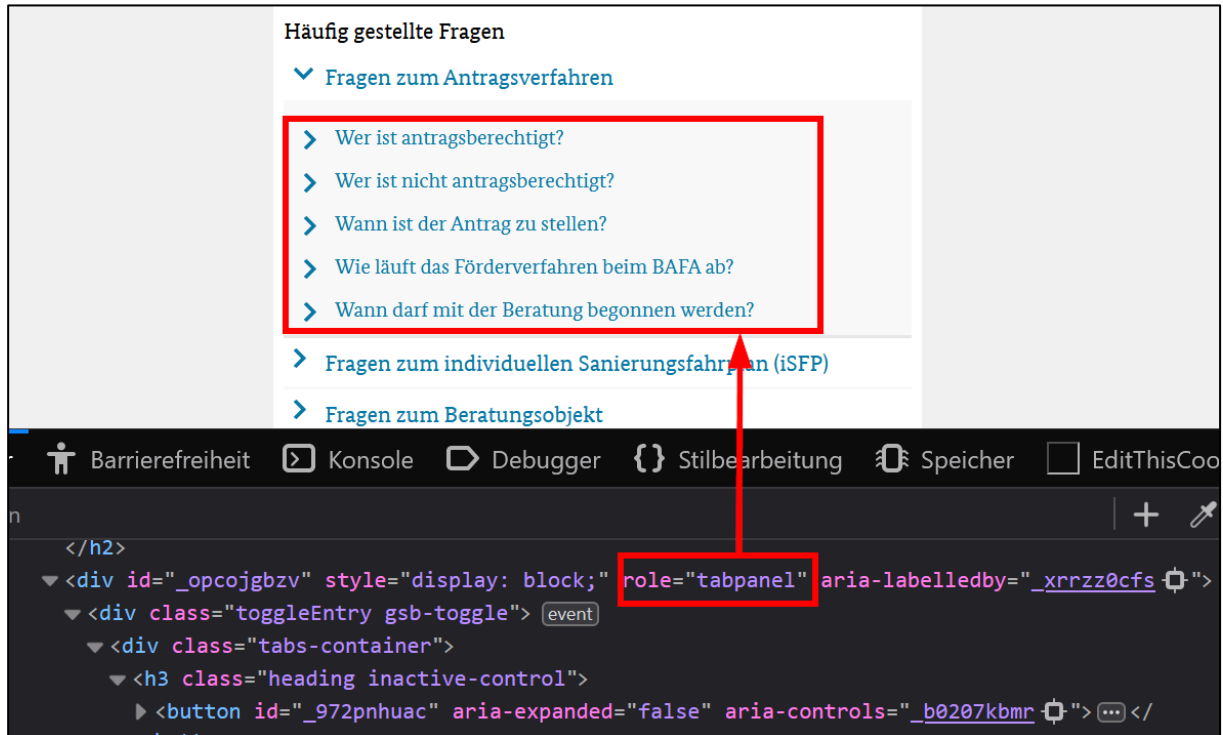 Häufig gestellte Fragen
Fragen zum Antragsverfahren
Wer ist antragsberechtigt?
Wer ist nicht antragsberechtigt?
Wann ist der Antrag zu stellen?
Wie läuft das Förderverfahren beim BAFA ab?
Wann darf mit der Beratung begonnen werden?
Fragen zum individuellen Sanierungsfahrplan (iSFP)
Fragen zum Beratungsobjekt
Barrierefreiheit Konsole Debugger {} Stilbearbeitung Speicher EditThisCoo
n
</h2>
<div id="_opcojgbzv" style="display: block;" role="tabpanel" aria-labelledby="_xrrzz0cfs">
<div class="toggleEntry gsb-toggle"> event
<div class="tabs-container">
<h3 class="heading inactive-control">
<button id="_972pnhuac" aria-expanded="false" aria-controls="_b0207kbmr"> ... </